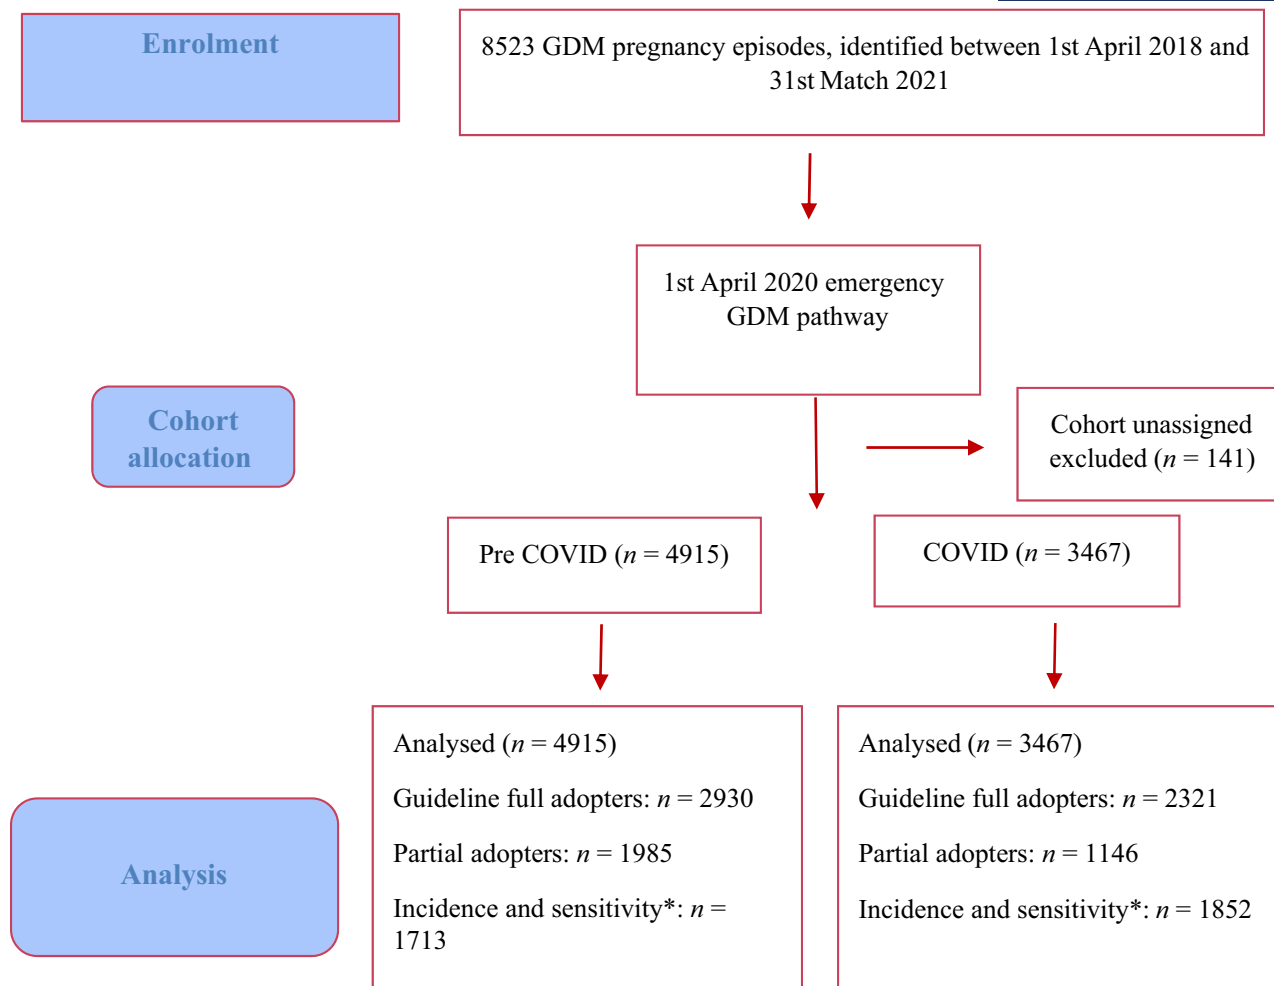 Enrolment
8523 GDM pregnancy episodes, identified between 1st April 2018 and
31st Match 2021
1st April 2020 emergency
GDM pathway
Cohort
allocation
Cohort unassigned
excluded (n = 141)
Pre COVID (n = 4915)
COVID (n = 3467)
Analysis
Analysed (n = 4915)
Guideline full adopters: n = 2930
Partial adopters: n = 1985
Incidence and sensitivity*: n =
1713
Analysed (n = 3467)
Guideline full adopters: n = 2321
Partial adopters: n = 1146
Incidence and sensitivity*: n = 1852